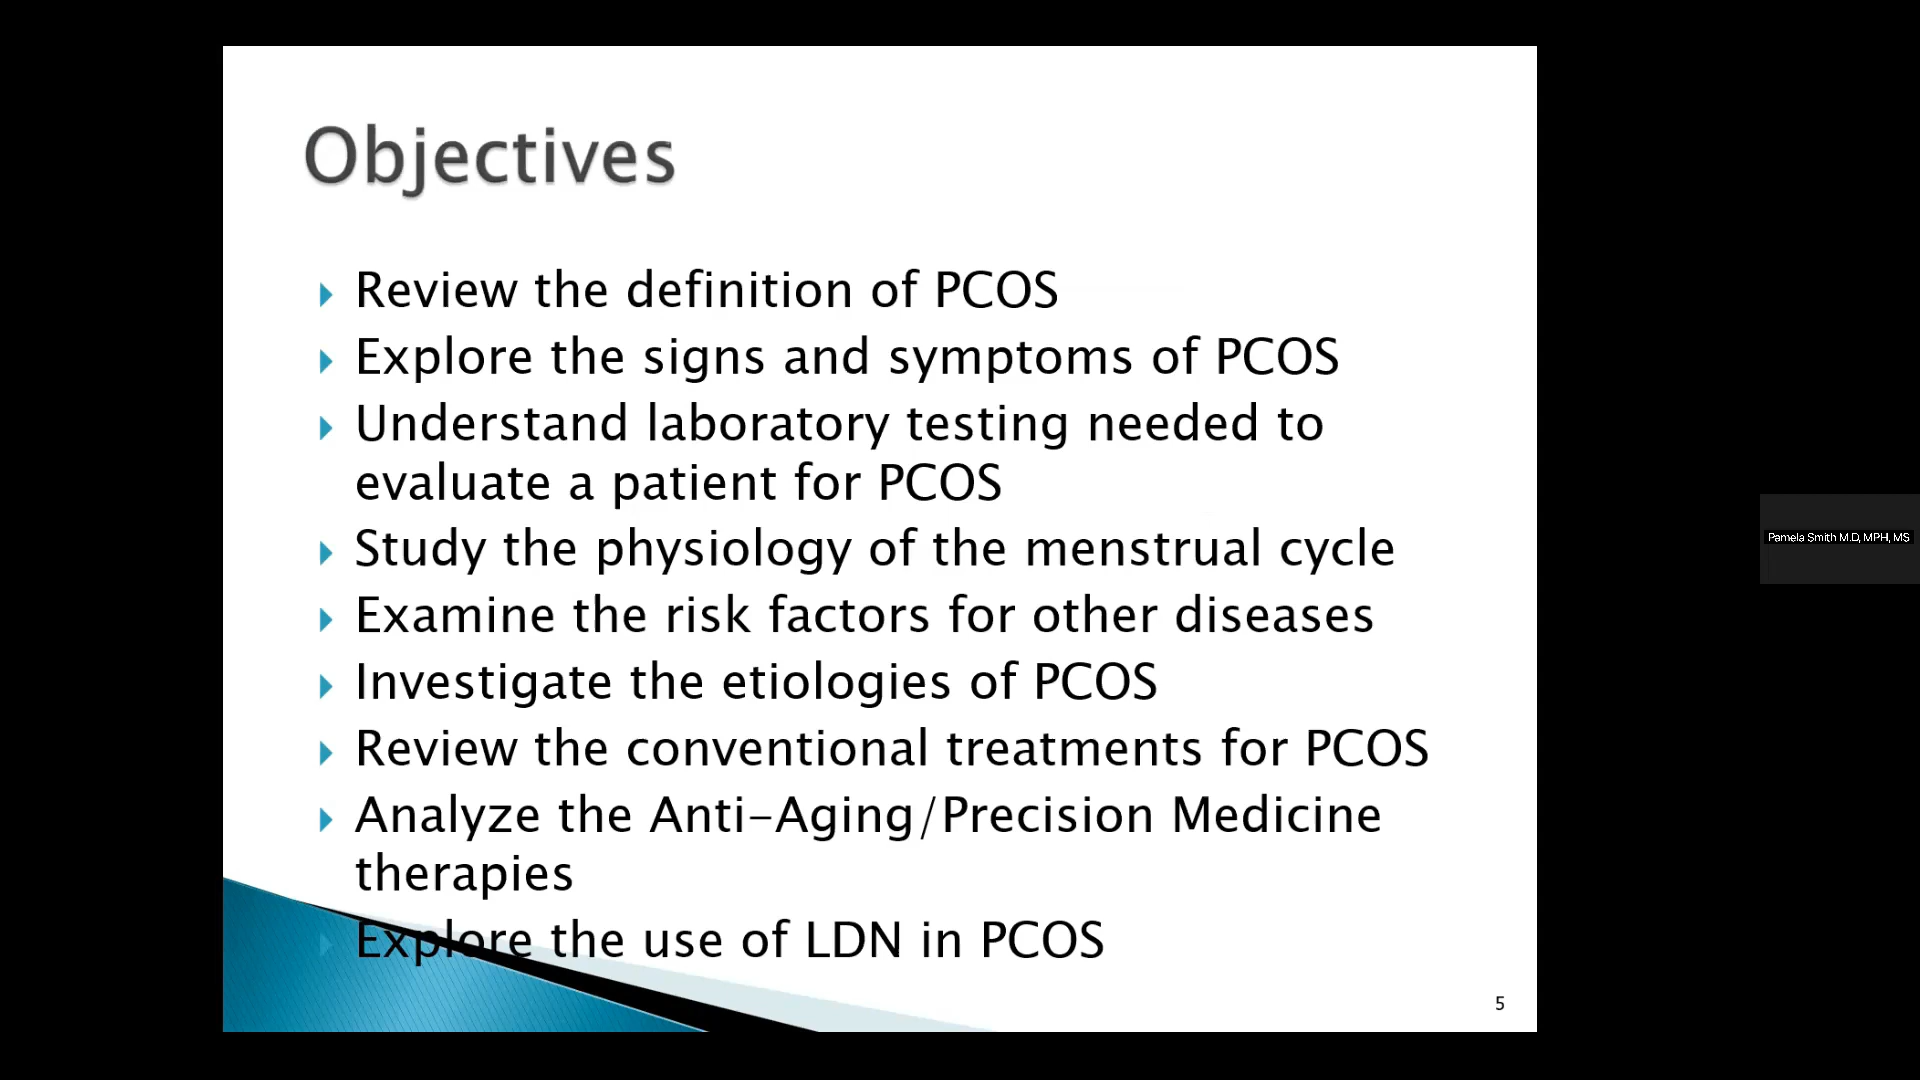 Objectives
Review the definition of PCOS
Explore the signs and symptoms of PCOS
Understand laboratory testing needed to
evaluate a patient for PCOS
Study the physiology of the menstrual cycle
Examine the risk factors for other diseases
Investigate the etiologies of PCOS
Review the conventional treatments for PCOS
Analyze the Anti-Aging/Precision Medicine
therapies
Explore the use of LDN in PCOS
5
Pamela Smith M.D, MPH, MS